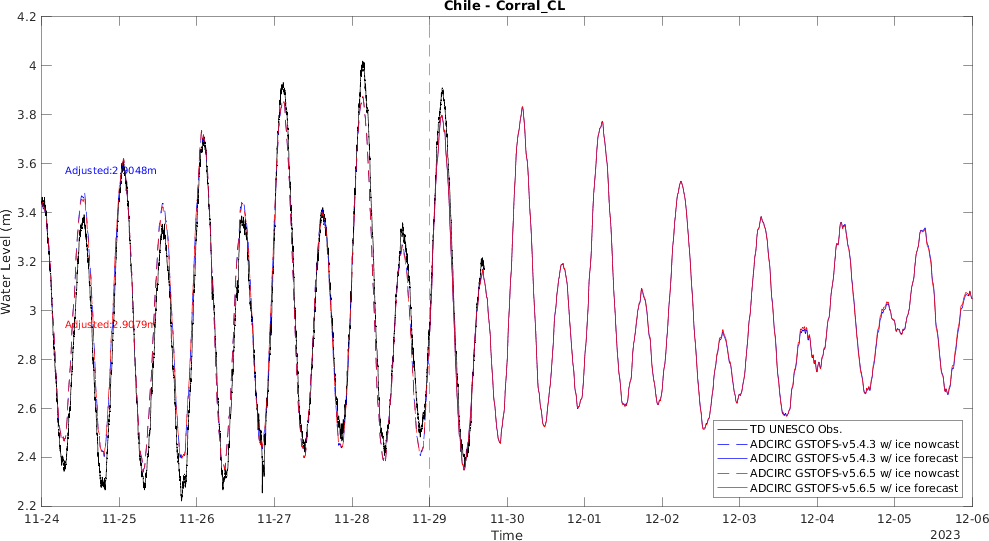 Chile - Corral_CL
4.2
4
3.8
3.6
3.4
3.2
3
2.8
2.6
2.4
2.2
Water Level (m)
Adjusted:2.9048m
Adjusted:2.9079m
TD UNESCO Obs.
ADCIRC GSTOFS-v5.4.3 w/ ice nowcast
ADCIRC GSTOFS-v5.4.3 w/ ice forecast
ADCIRC GSTOFS-v5.6.5 w/ ice nowcast
ADCIRC GSTOFS-v5.6.5 w/ ice forecast
11-24 11-25 11-26 11-27 11-28 11-29 11-30 12-01 12-02 12-03 12-04 12-05 12-06
Time
2023